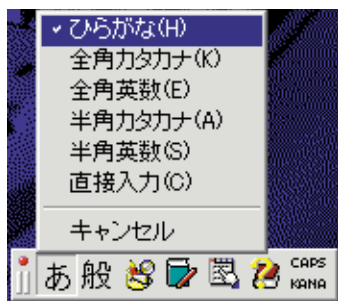 ひらがな(H)
全角カタカナ(K)
全角英数(E)
半角カタカナ(A)
半角英数(S)
直接入力(C)
キャンセル
あ 般 CAPS
KANA